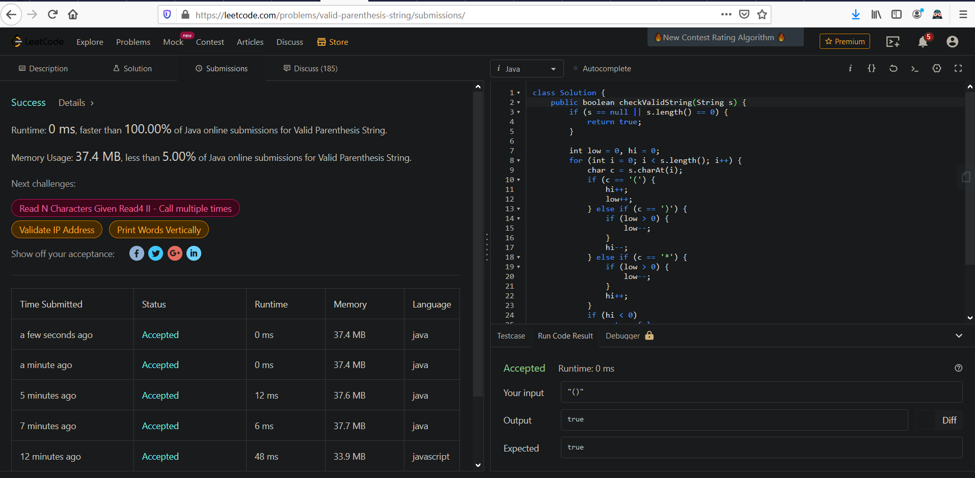 https://leetcode.com/problems/valid-parenthesis-string/submissions/
LeetCode
Explore
Problems
Mock
new
Contest
Articles
Discuss
Store
🔥New Contest Rating Algorithm 🔥
Premium
5
Description
Solution
Submissions
Discuss (185)
Success
Details
Runtime: 0 ms, faster than 100.00% of Java online submissions for Valid Parenthesis String.
Memory Usage: 37.4 MB, less than 5.00% of Java online submissions for Valid Parenthesis String.
Next challenges:
Read N Characters Given Read4 II - Call multiple times
Validate IP Address
Print Words Vertically
Show off your acceptance:
Time Submitted Status Runtime Memory Language
a few seconds ago Accepted 0 ms 37.4 MB java
a minute ago Accepted 0 ms 37.4 MB java
5 minutes ago Accepted 12 ms 37.6 MB java
7 minutes ago Accepted 6 ms 37.7 MB java
12 minutes ago Accepted 48 ms 33.9 MB javascript
i Java
Autocomplete
i {} >_
1 class Solution {
2 public boolean checkValidString(String s) {
3 if (s == null || s.length() == 0) {
4 return true;
5 }
6
7 int low = 0, hi = 0;
8 for (int i = 0; i < s.length(); i++) {
9 char c = s.charAt(i);
10 if (c == '(') {
11 hi++;
12 low++;
13 } else if (c == ')') {
14 if (low > 0) {
15 low--;
16 }
17 hi--;
18 } else if (c == '*') {
19 if (low > 0) {
20 low--;
21 }
22 hi++;
23 }
24 if (hi < 0)
Testcase
Run Code Result
Debugger
Accepted
Runtime: 0 ms
Your input
"()"
Output
true
Diff
Expected
true